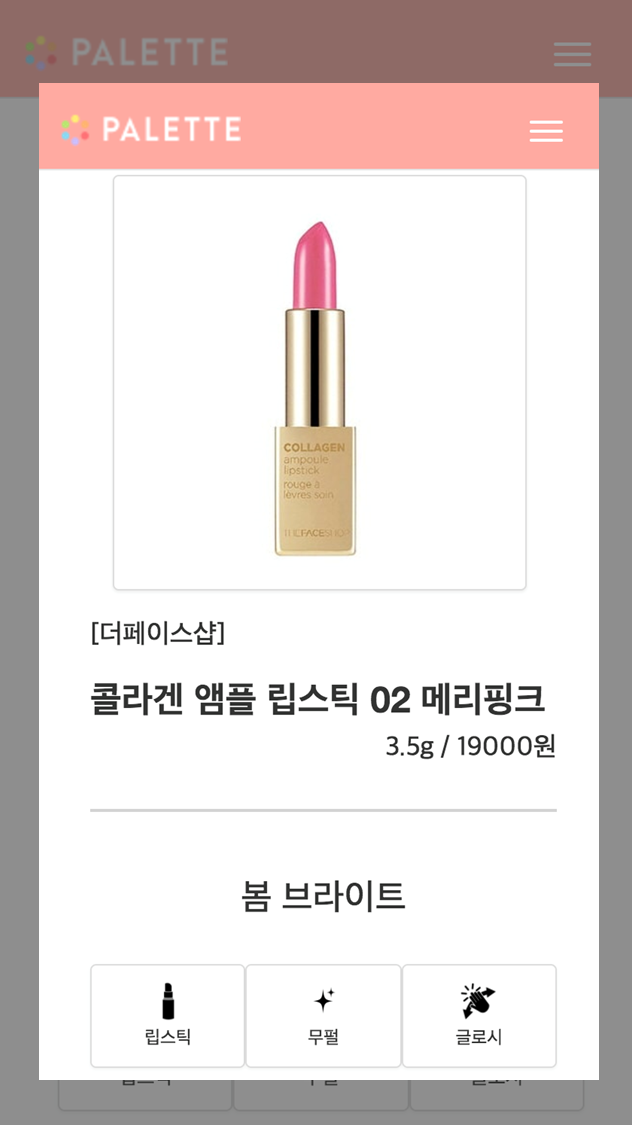 PALETTE
PALETTE
COLLAGEN
ampoule
lipstick
rouge à
lèvres soin
THEFACESHOP
[더페이스샵]
콜라겐 앰플 립스틱 02 메리핑크
3.5g / 19000원
봄 브라이트
립스틱
무펄
글로시